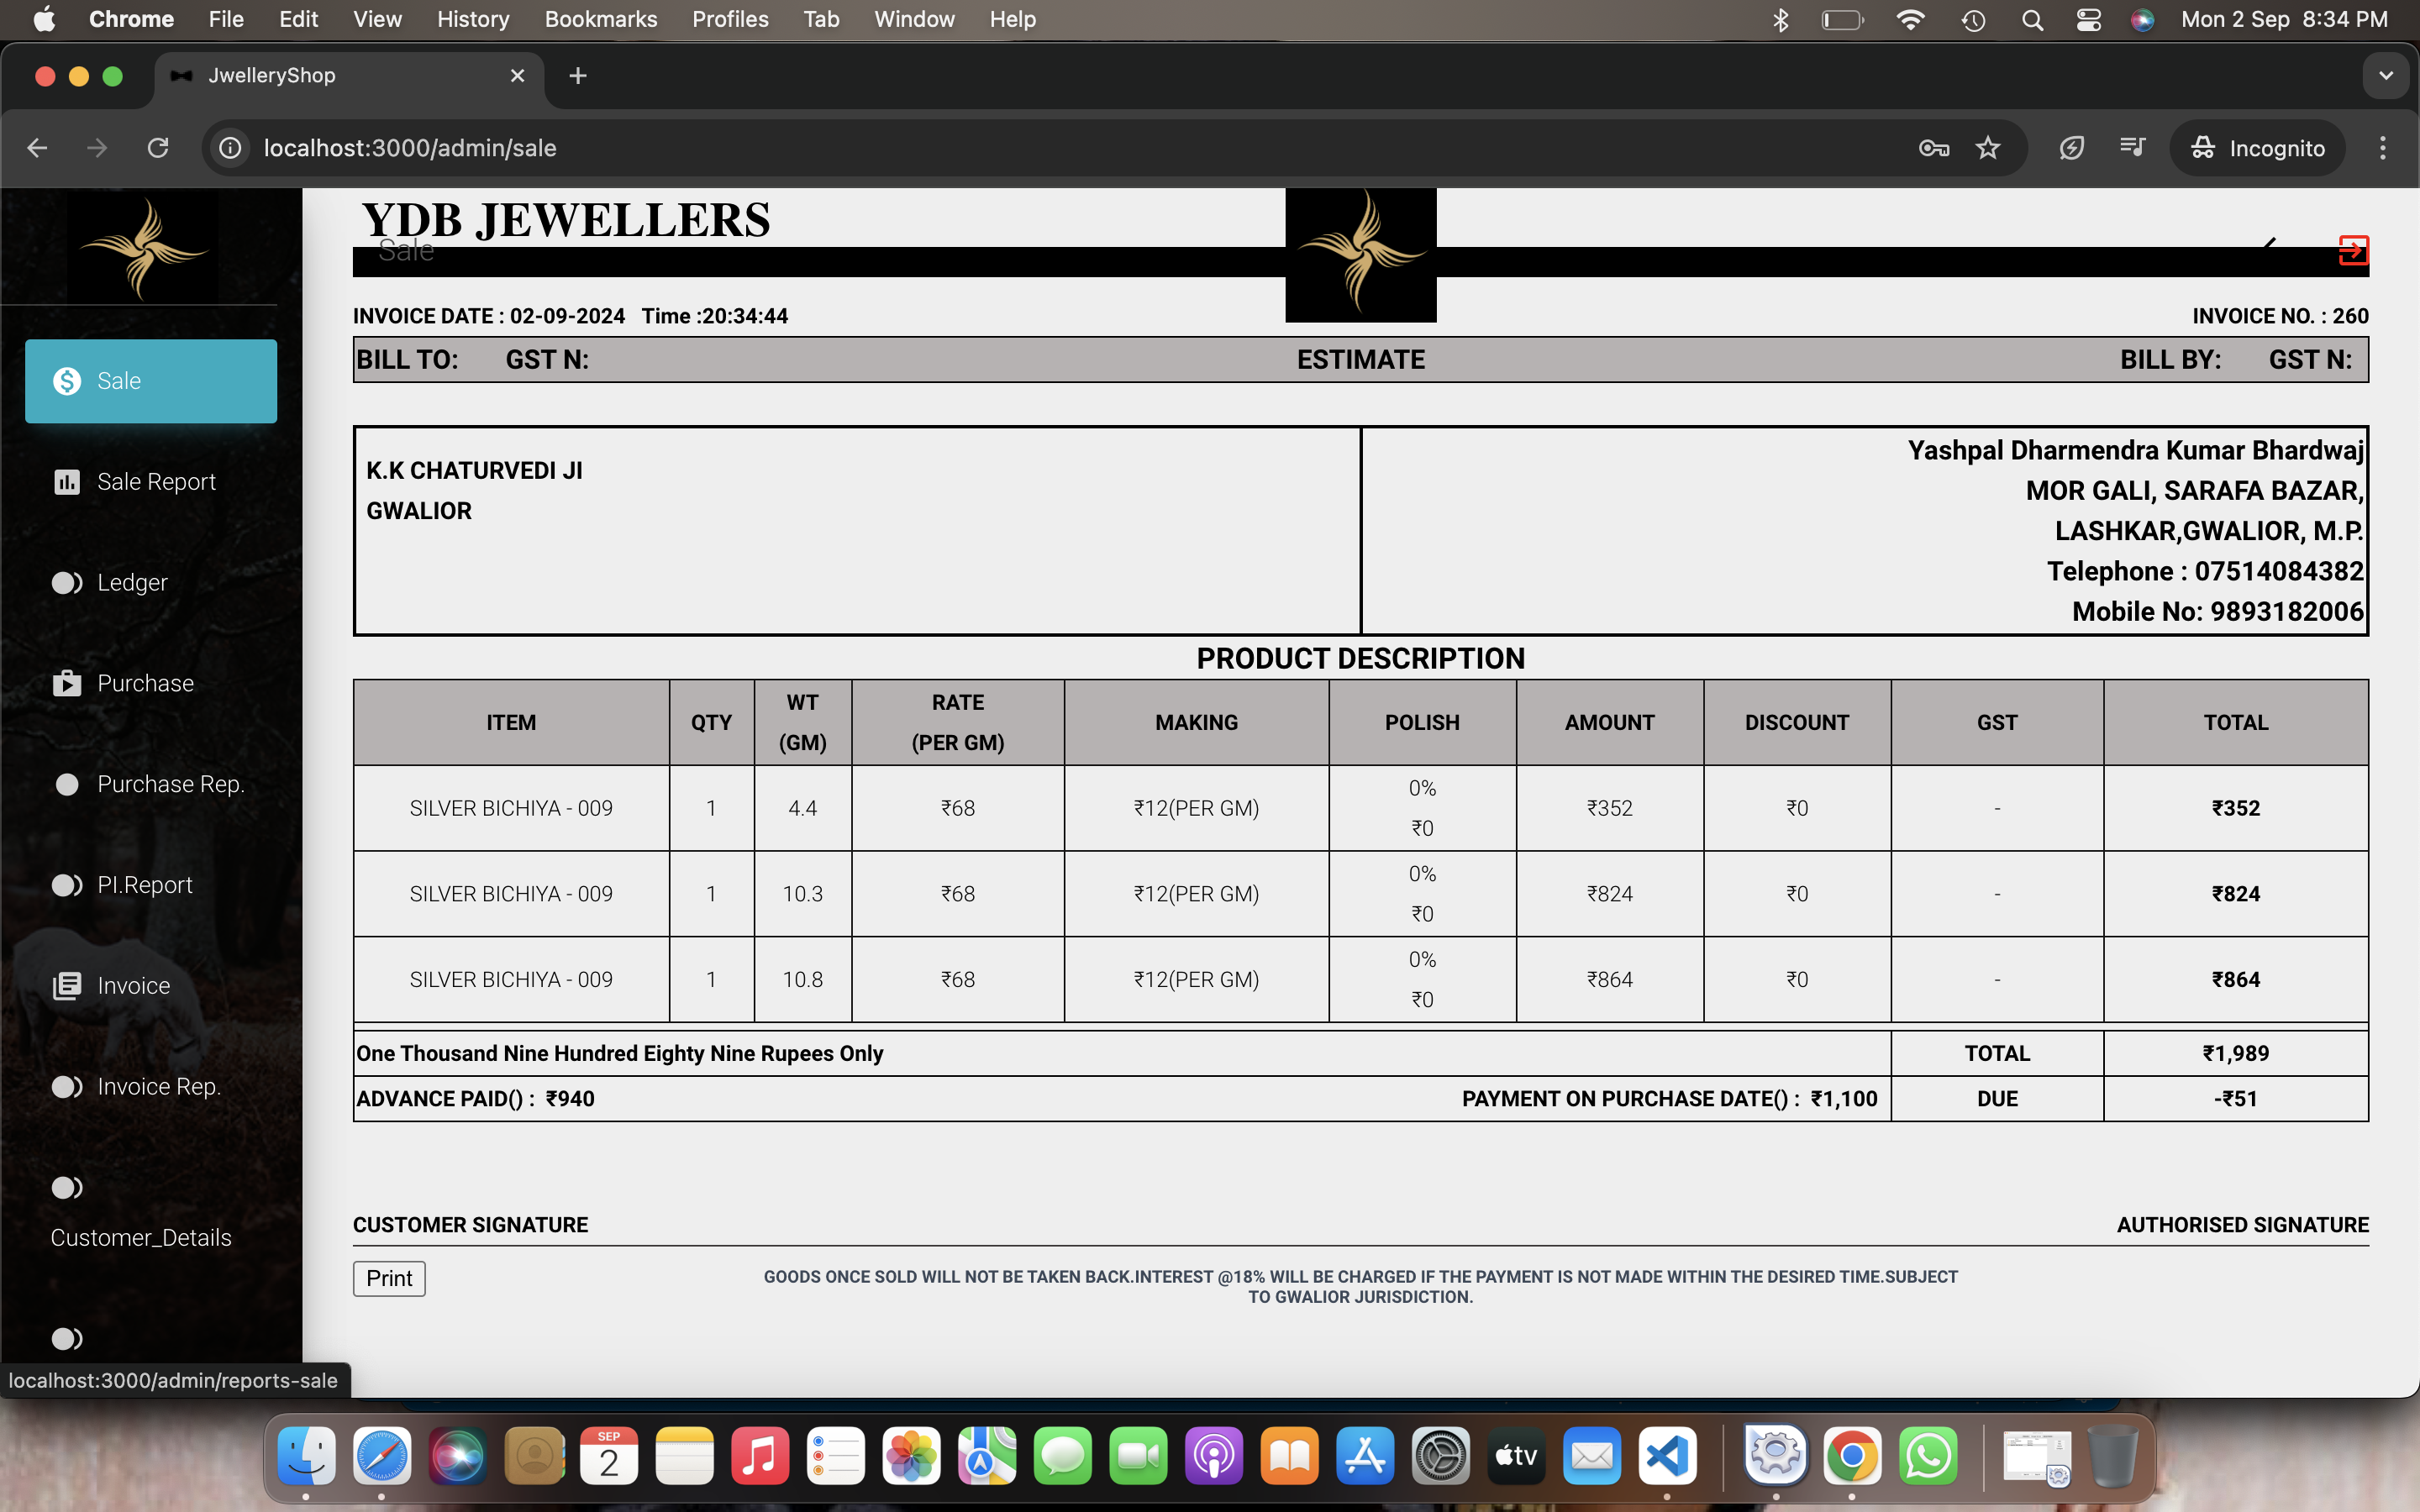 Chrome File Edit View History Bookmarks Profiles Tab Window Help Mon 2 Sep 8:34 PM
JwelleryShop
localhost:3000/admin/sale
Incognito
YDB JEWELLERS
Sale
INVOICE DATE : 02-09-2024 Time :20:34:44
INVOICE NO. : 260
BILL TO: GST N: ESTIMATE BILL BY: GST N:
K.K CHATURVEDI JI
GWALIOR
Yashpal Dharmendra Kumar Bhardwaj
MOR GALI, SARAFA BAZAR,
LASHKAR,GWALIOR, M.P.
Telephone : 07514084382
Mobile No: 9893182006
PRODUCT DESCRIPTION
ITEM QTY WT (GM) RATE (PER GM) MAKING POLISH AMOUNT DISCOUNT GST TOTAL
SILVER BICHIYA - 009 1 4.4 ₹68 ₹12(PER GM) 0% ₹0 ₹352 ₹0 - ₹352
SILVER BICHIYA - 009 1 10.3 ₹68 ₹12(PER GM) 0% ₹0 ₹824 ₹0 - ₹824
SILVER BICHIYA - 009 1 10.8 ₹68 ₹12(PER GM) 0% ₹0 ₹864 ₹0 - ₹864
One Thousand Nine Hundred Eighty Nine Rupees Only TOTAL ₹1,989
ADVANCE PAID() : ₹940 PAYMENT ON PURCHASE DATE() : ₹1,100 DUE -₹51
CUSTOMER SIGNATURE
AUTHORISED SIGNATURE
Print
GOODS ONCE SOLD WILL NOT BE TAKEN BACK.INTEREST @18% WILL BE CHARGED IF THE PAYMENT IS NOT MADE WITHIN THE DESIRED TIME.SUBJECT
TO GWALIOR JURISDICTION.
Sale
Sale Report
Ledger
Purchase
Purchase Rep.
PI.Report
Invoice
Invoice Rep.
Customer_Details
localhost:3000/admin/reports-sale
SEP
2
tv